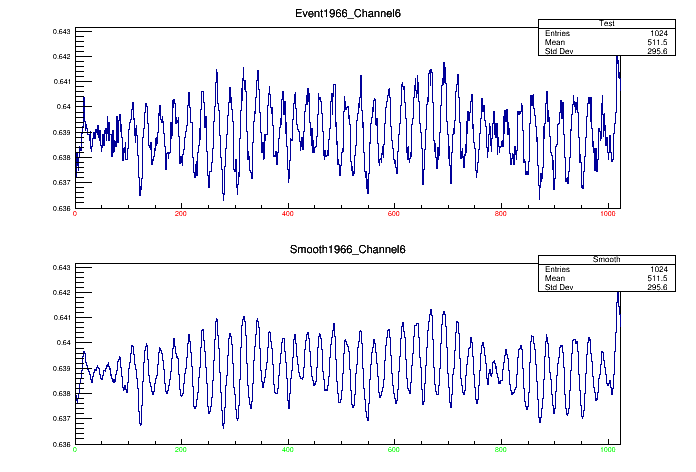 Event1966_Channel6
Test
Entries 1024
Mean 511.5
Std Dev 295.6
0.643
0.642
0.641
0.64
0.639
0.638
0.637
0.636
0 200 400 600 800 1000
Smooth1966_Channel6
Smooth
Entries 1024
Mean 511.5
Std Dev 295.6
0.643
0.642
0.641
0.64
0.639
0.638
0.637
0.636
0 200 400 600 800 1000